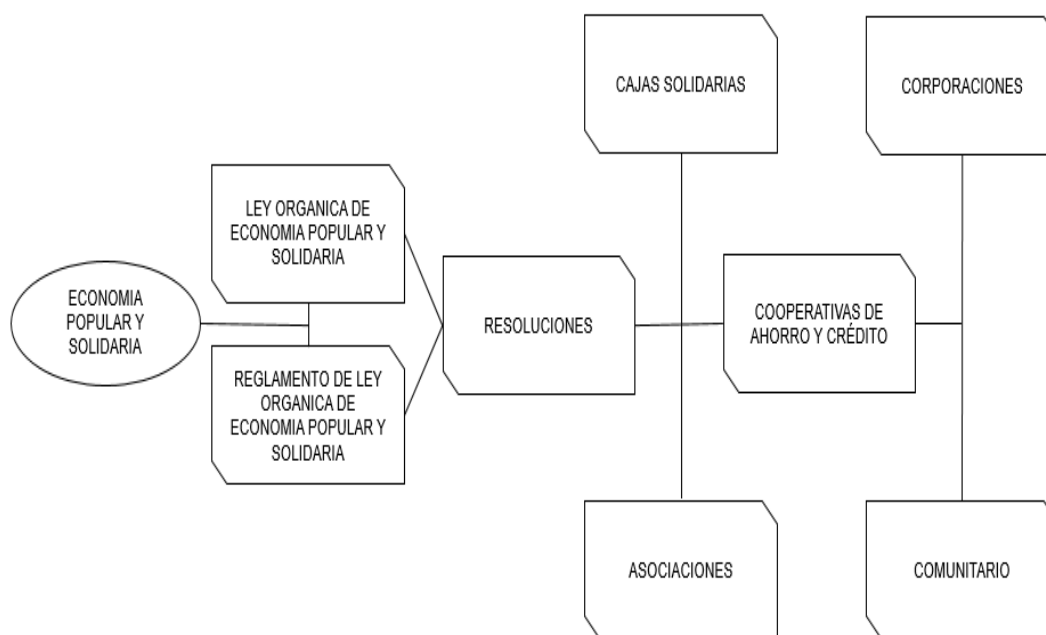 ECONOMIA
POPULAR Y
SOLIDARIA
LEY ORGANICA DE
ECONOMIA POPULAR Y
SOLIDARIA
REGLAMENTO DE LEY
ORGANICA DE
ECONOMIA POPULAR Y
SOLIDARIA
RESOLUCIONES
CAJAS SOLIDARIAS
COOPERATIVAS DE
AHORRO Y CRÉDITO
ASOCIACIONES
CORPORACIONES
COMUNITARIO